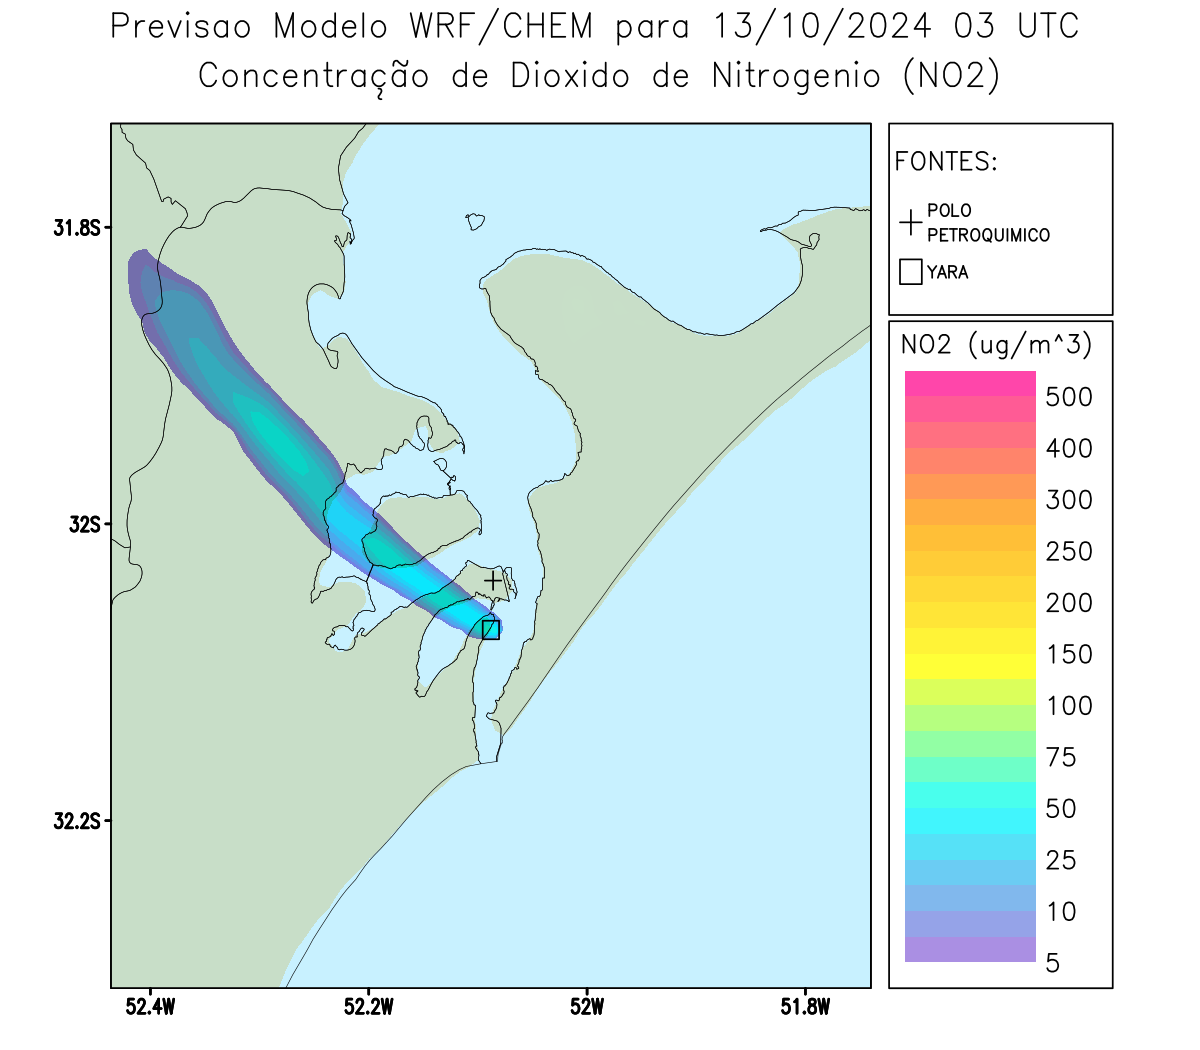 Previsao Modelo WRF/CHEM para 13/10/2024 03 UTC
Concentração de Dioxido de Nitrogenio (NO2)
FONTES:
POLO
PETROQUIMICO
YARA
31.8S
32S
32.2S
52.4W
52.2W
52W
51.8W
NO2 (ug/m^3)
500
400
300
250
200
150
100
75
50
25
10
5